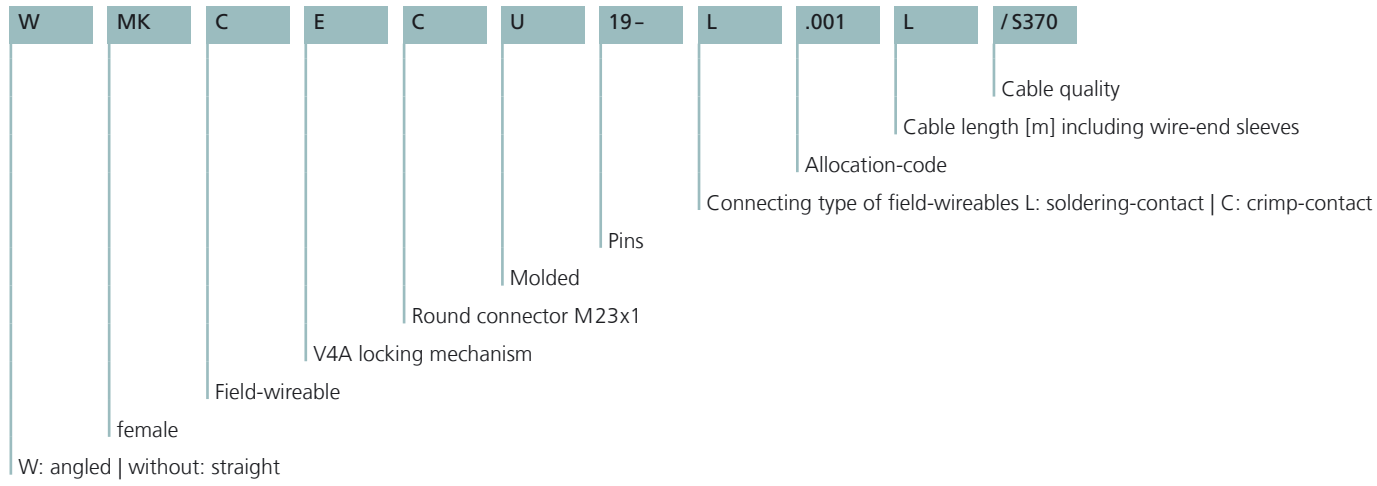 W MK C E C U 19– L .001 L /S370
Cable quality
Cable length [m] including wire-end sleeves
Allocation-code
Connecting type of field-wireables L: soldering-contact | C: crimp-contact
Pins
Molded
Round connector M23x1
V4A locking mechanism
Field-wireable
female
W: angled | without: straight